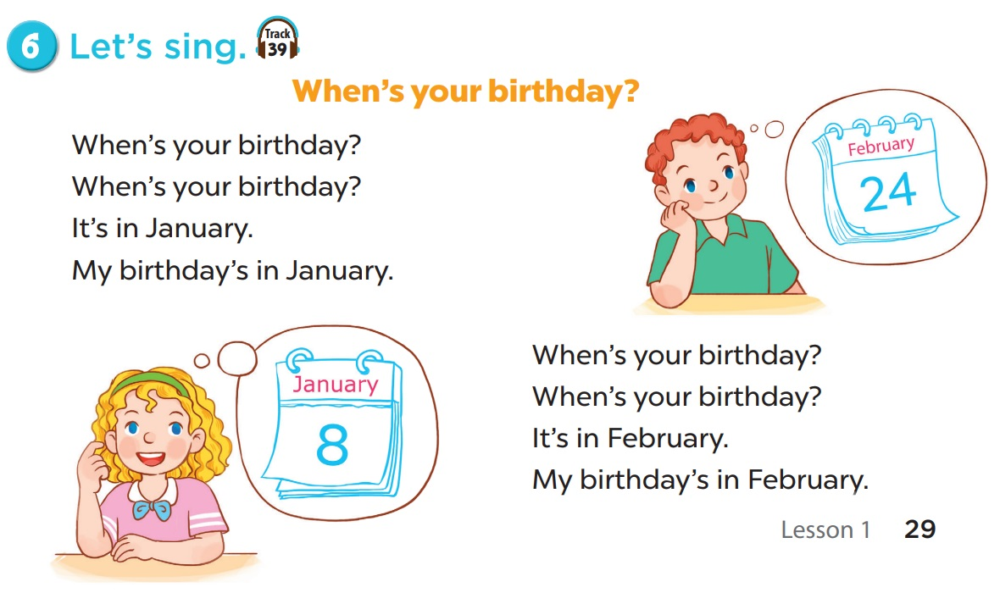 6 Let's sing. Track 39
When's your birthday?
When's your birthday?
When's your birthday?
It's in January.
My birthday's in January.
February
24
January
8
When's your birthday?
When's your birthday?
It's in February.
My birthday's in February.
Lesson 1 29